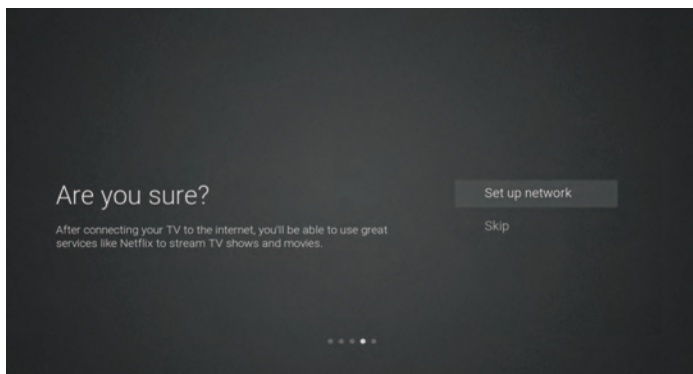 Are you sure?
After connecting your TV to the internet, you'll be able to use great
services like Netflix to stream TV shows and movies.
Set up network
Skip